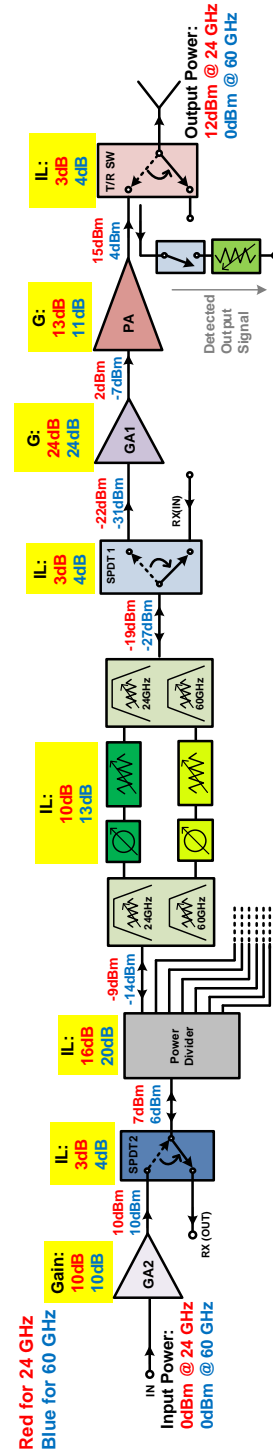 Red for 24 GHz
Blue for 60 GHz
IN
Input Power:
0dBm @ 24 GHz
0dBm @ 60 GHz
Gain:
10dB
10dB
GA2
10dBm
10dBm
IL:
3dB
4dB
SPDT2
RX (OUT)
7dBm
6dBm
IL:
16dB
20dB
Power
Divider
-9dBm
-14dBm
IL:
10dB
13dB
24GHz
60GHz
24GHz
60GHz
-19dBm
-27dBm
IL:
3dB
4dB
SPDT 1
RX(IN)
-22dBm
-31dBm
G:
24dB
24dB
GA1
2dBm
-7dBm
G:
13dB
11dB
PA
15dBm
4dBm
IL:
3dB
4dB
T/R SW
Detected
Output
Signal
Output Power:
12dBm @ 24 GHz
0dBm @ 60 GHz